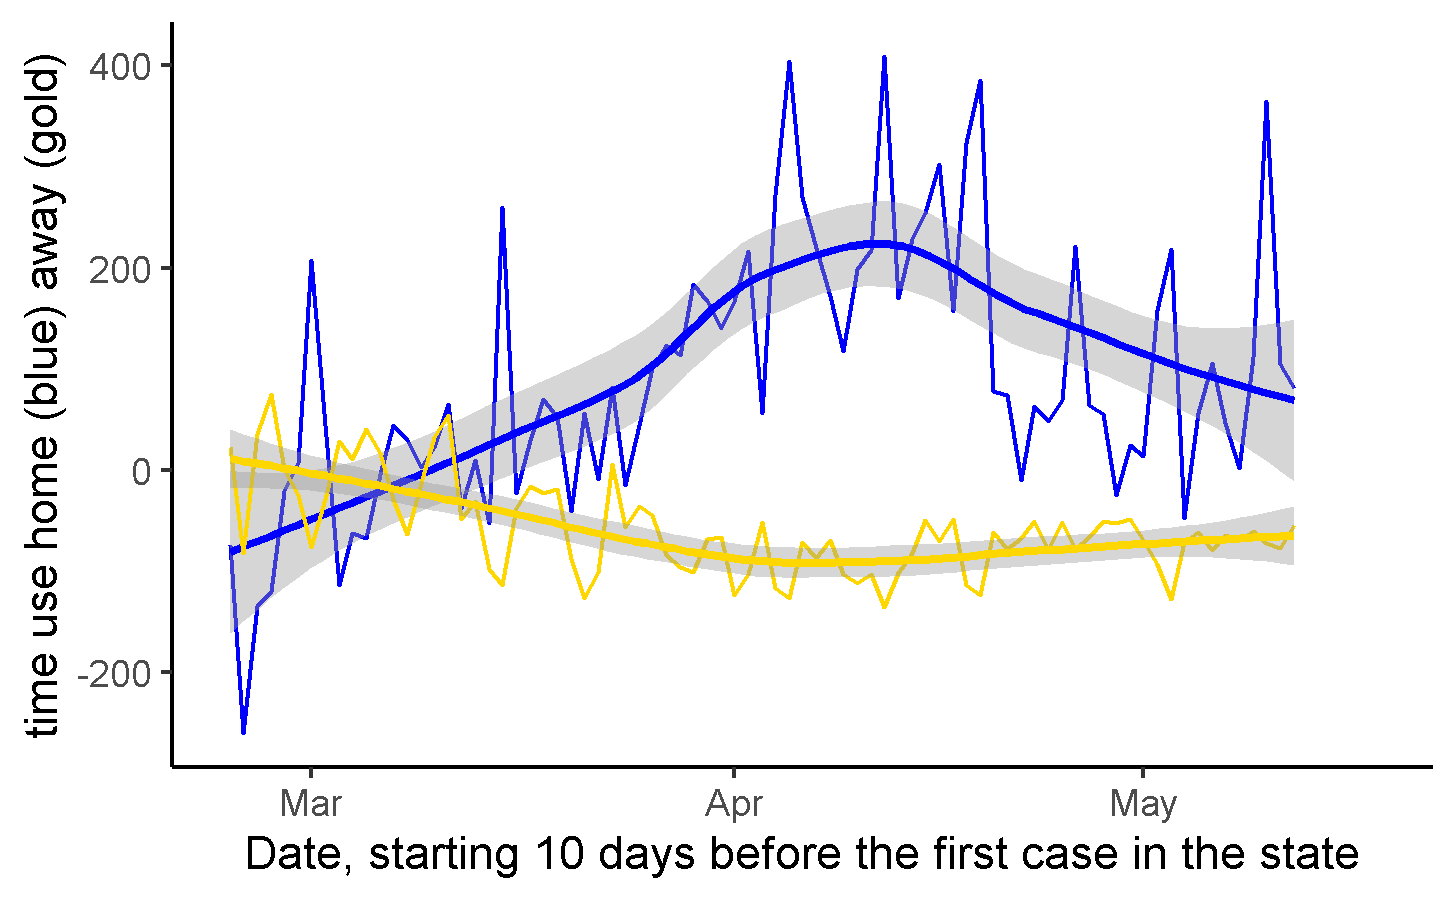 time use home (blue) away (gold)
400
200
0
-200
Mar
Apr
May
Date, starting 10 days before the first case in the state